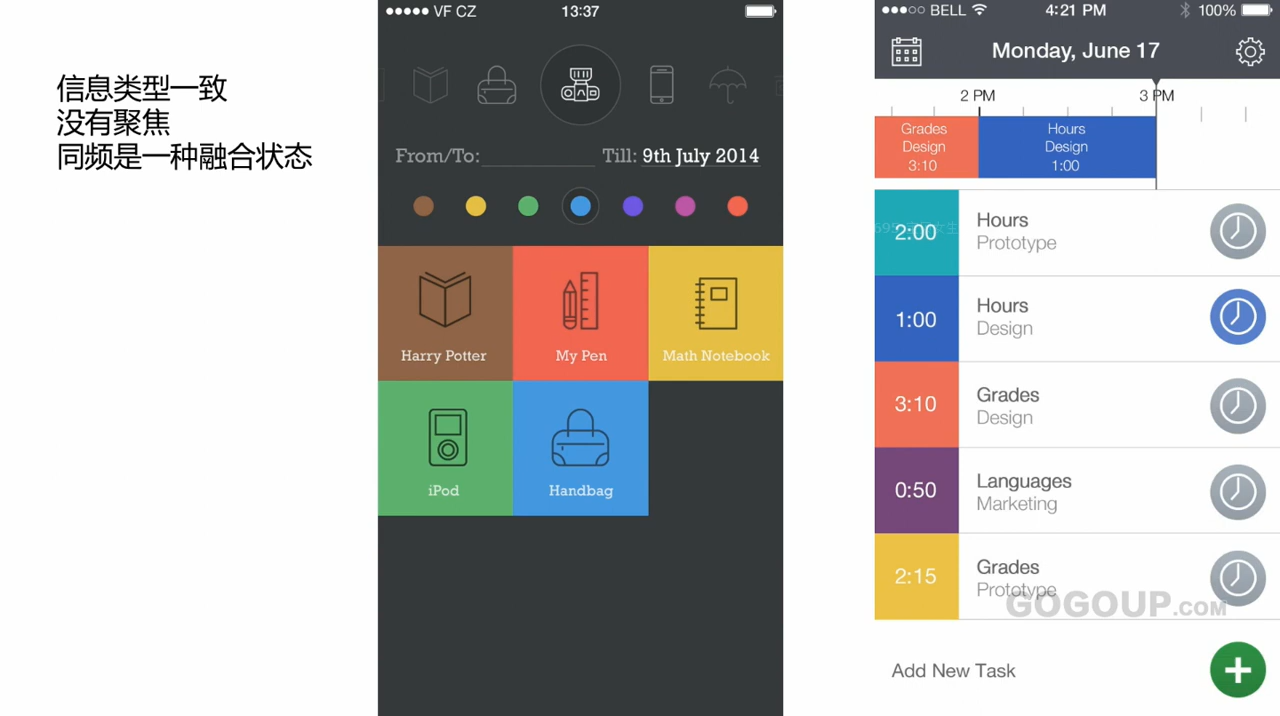 信息类型一致
没有聚焦
同频是一种融合状态
VF CZ
13:37
From/To:
Till: 9th July 2014
Harry Potter
My Pen
Math Notebook
iPod
Handbag
BELL
4:21 PM
100%
Monday, June 17
2 PM
3 PM
Grades
Design
3:10
Hours
Design
1:00
2:00
Hours
Prototype
1:00
Hours
Design
3:10
Grades
Design
0:50
Languages
Marketing
2:15
Grades
Prototype
GOGOUP.COM
Add New Task